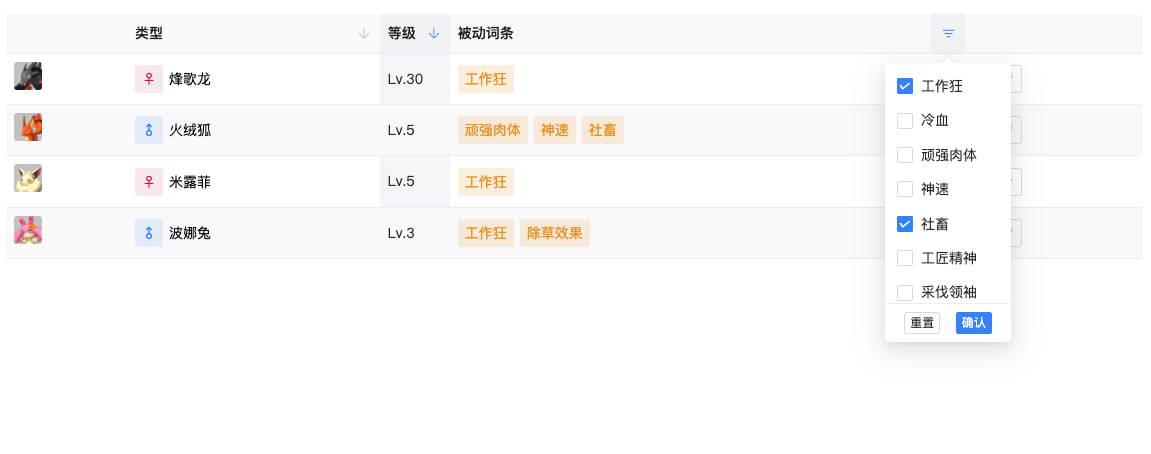 类型 等级 被动词条
烽歌龙 Lv.30 工作狂
火绒狐 Lv.5 顽强肉体 神速 社畜
米露菲 Lv.5 工作狂
波娜兔 Lv.3 工作狂 除草效果
工作狂
冷血
顽强肉体
神速
社畜
工匠精神
采伐领袖
重置 确认